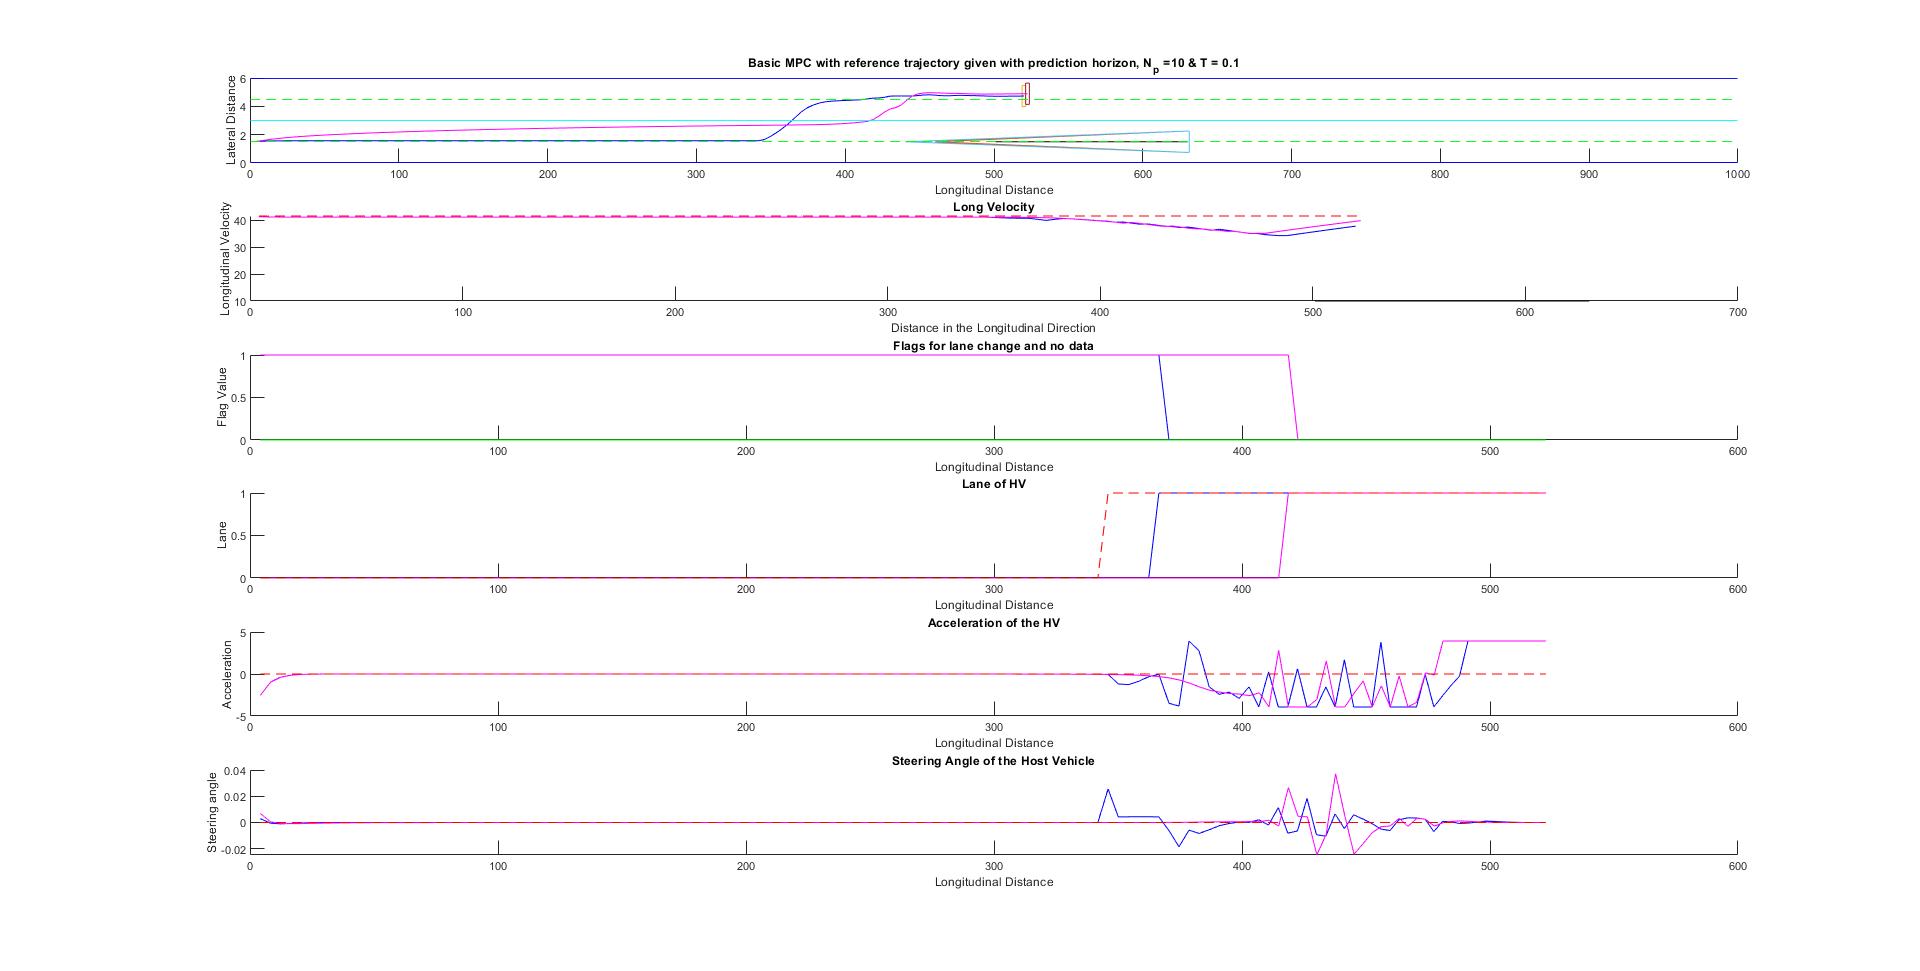 Basic MPC with reference trajectory given with prediction horizon, Np =10 & T = 0.1
Lateral Distance
6
4
2
0
0 100 200 300 400 500 600 700 800 900 1000
Longitudinal Distance
Long Velocity
Longitudinal Velocity
40
30
20
10
0 100 200 300 400 500 600 700
Distance in the Longitudinal Direction
Flags for lane change and no data
Flag Value
1
0.5
0
0 100 200 300 400 500 600
Longitudinal Distance
Lane of HV
Lane
1
0.5
0
0 100 200 300 400 500 600
Longitudinal Distance
Acceleration of the HV
Acceleration
5
0
-5
0 100 200 300 400 500 600
Longitudinal Distance
Steering Angle of the Host Vehicle
Steering angle
0.04
0.02
0
-0.02
0 100 200 300 400 500 600
Longitudinal Distance